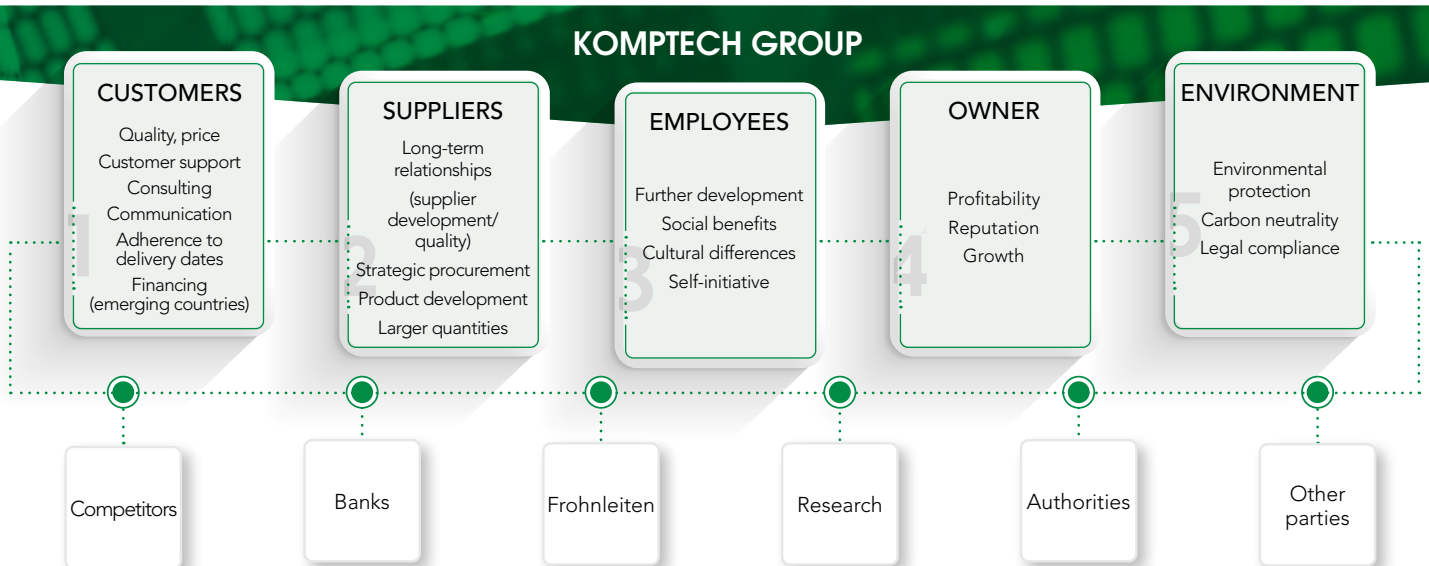 KOMPTECH GROUP
CUSTOMERS
Quality, price
Customer support
Consulting
Communication
Adherence to
delivery dates
Financing
(emerging countries)
1
SUPPLIERS
Long-term
relationships
(supplier
development/
quality)
Strategic procurement
Product development
Larger quantities
2
EMPLOYEES
Further development
Social benefits
Cultural differences
Self-initiative
3
OWNER
Profitability
Reputation
Growth
4
ENVIRONMENT
Environmental
protection
Carbon neutrality
Legal compliance
5
Competitors
Banks
Frohnleiten
Research
Authorities
Other
parties